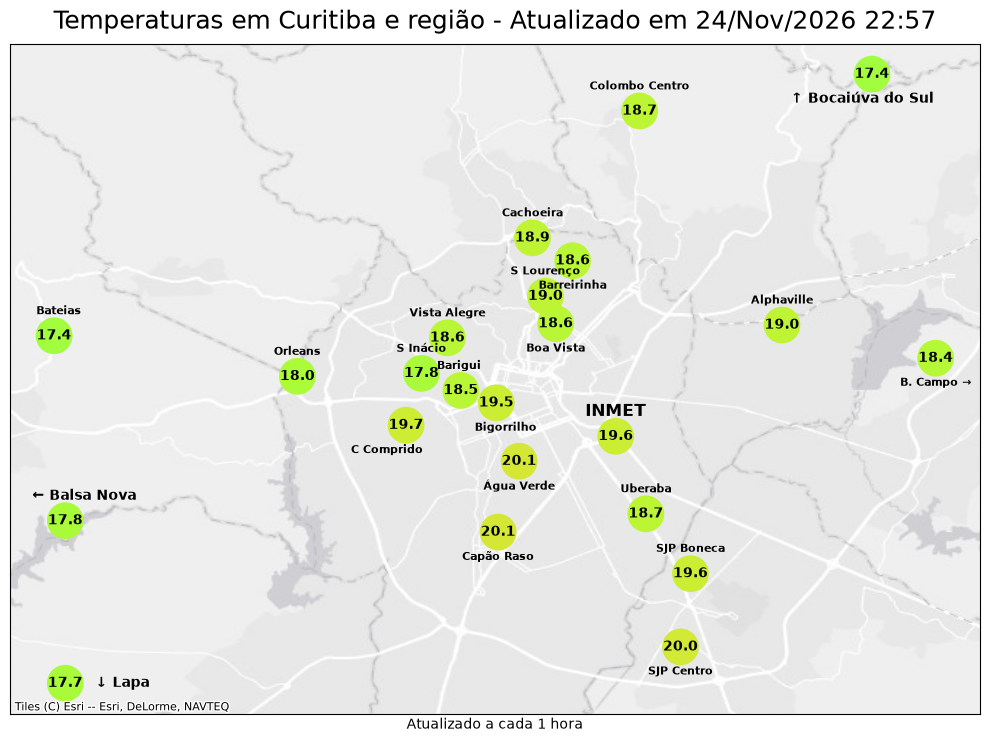 Temperaturas em Curitiba e região - Atualizado em 24/Nov/2026 22:57
17.4
↑ Bocaiúva do Sul
Colombo Centro
18.7
Cachoeira
18.9
18.6
S Lourenço
Barreirinha
19.0
Bateias
17.4
Vista Alegre
18.6
18.6
Boa Vista
Alphaville
19.0
Orleans
18.0
S Inácio
17.8
Barigui
18.5
18.4
B. Campo →
19.5
Bigorrilho
19.7
C Comprido
INMET
19.6
20.1
Água Verde
← Balsa Nova
17.8
Uberaba
18.7
20.1
Capão Raso
SJP Boneca
19.6
20.0
SJP Centro
17.7 ↓ Lapa
Tiles (C) Esri -- Esri, DeLorme, NAVTEQ
Atualizado a cada 1 hora